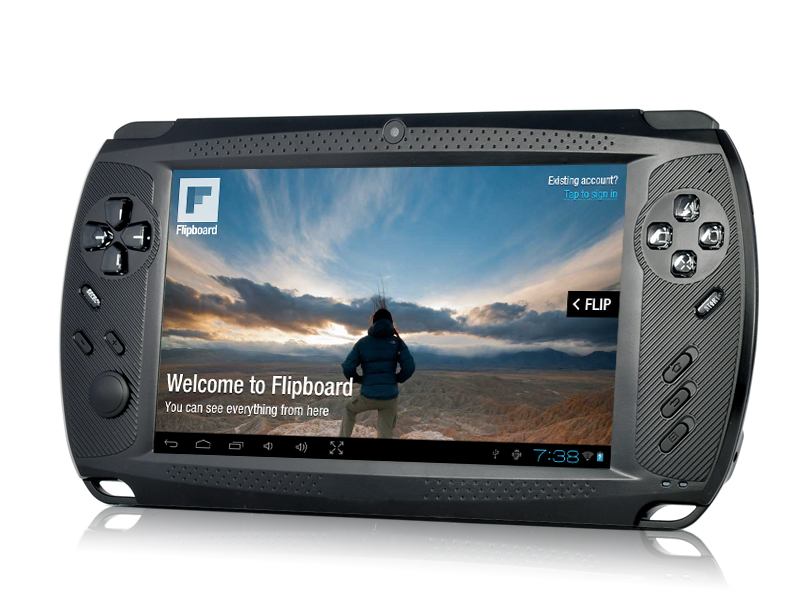 Flipboard
Existing account?
Tap to sign in
< FLIP
Welcome to Flipboard
You can see everything from here
7:38